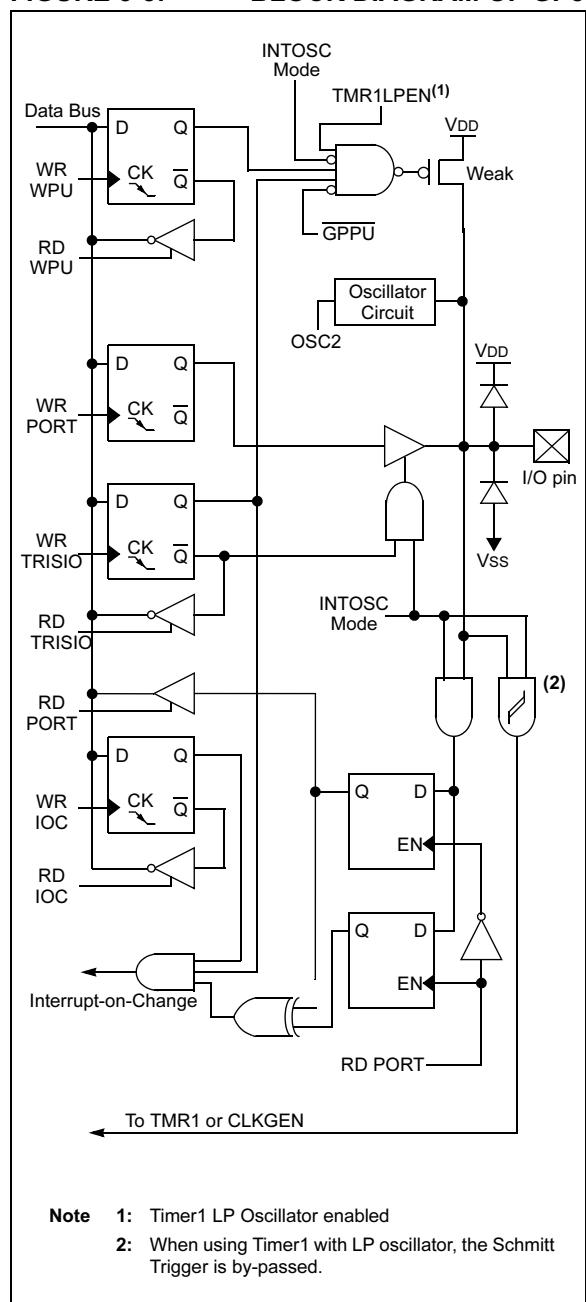 INTOSC
Mode
TMR1LPEN(1)
Data Bus
D Q
VDD
WR
WPU
CK Q
Weak
RD
WPU
GPPU
Oscillator
Circuit
OSC2
VDD
D Q
WR
PORT
CK Q
I/O pin
D Q
WR
TRISIO
CK Q
VSS
INTOSC
Mode
RD
TRISIO
(2)
RD
PORT
D Q
WR
IOC
CK Q
Q D
EN
RD
IOC
Q D
EN
Interrupt-on-Change
RD PORT
To TMR1 or CLKGEN
Note 1: Timer1 LP Oscillator enabled
2: When using Timer1 with LP oscillator, the Schmitt
Trigger is by-passed.